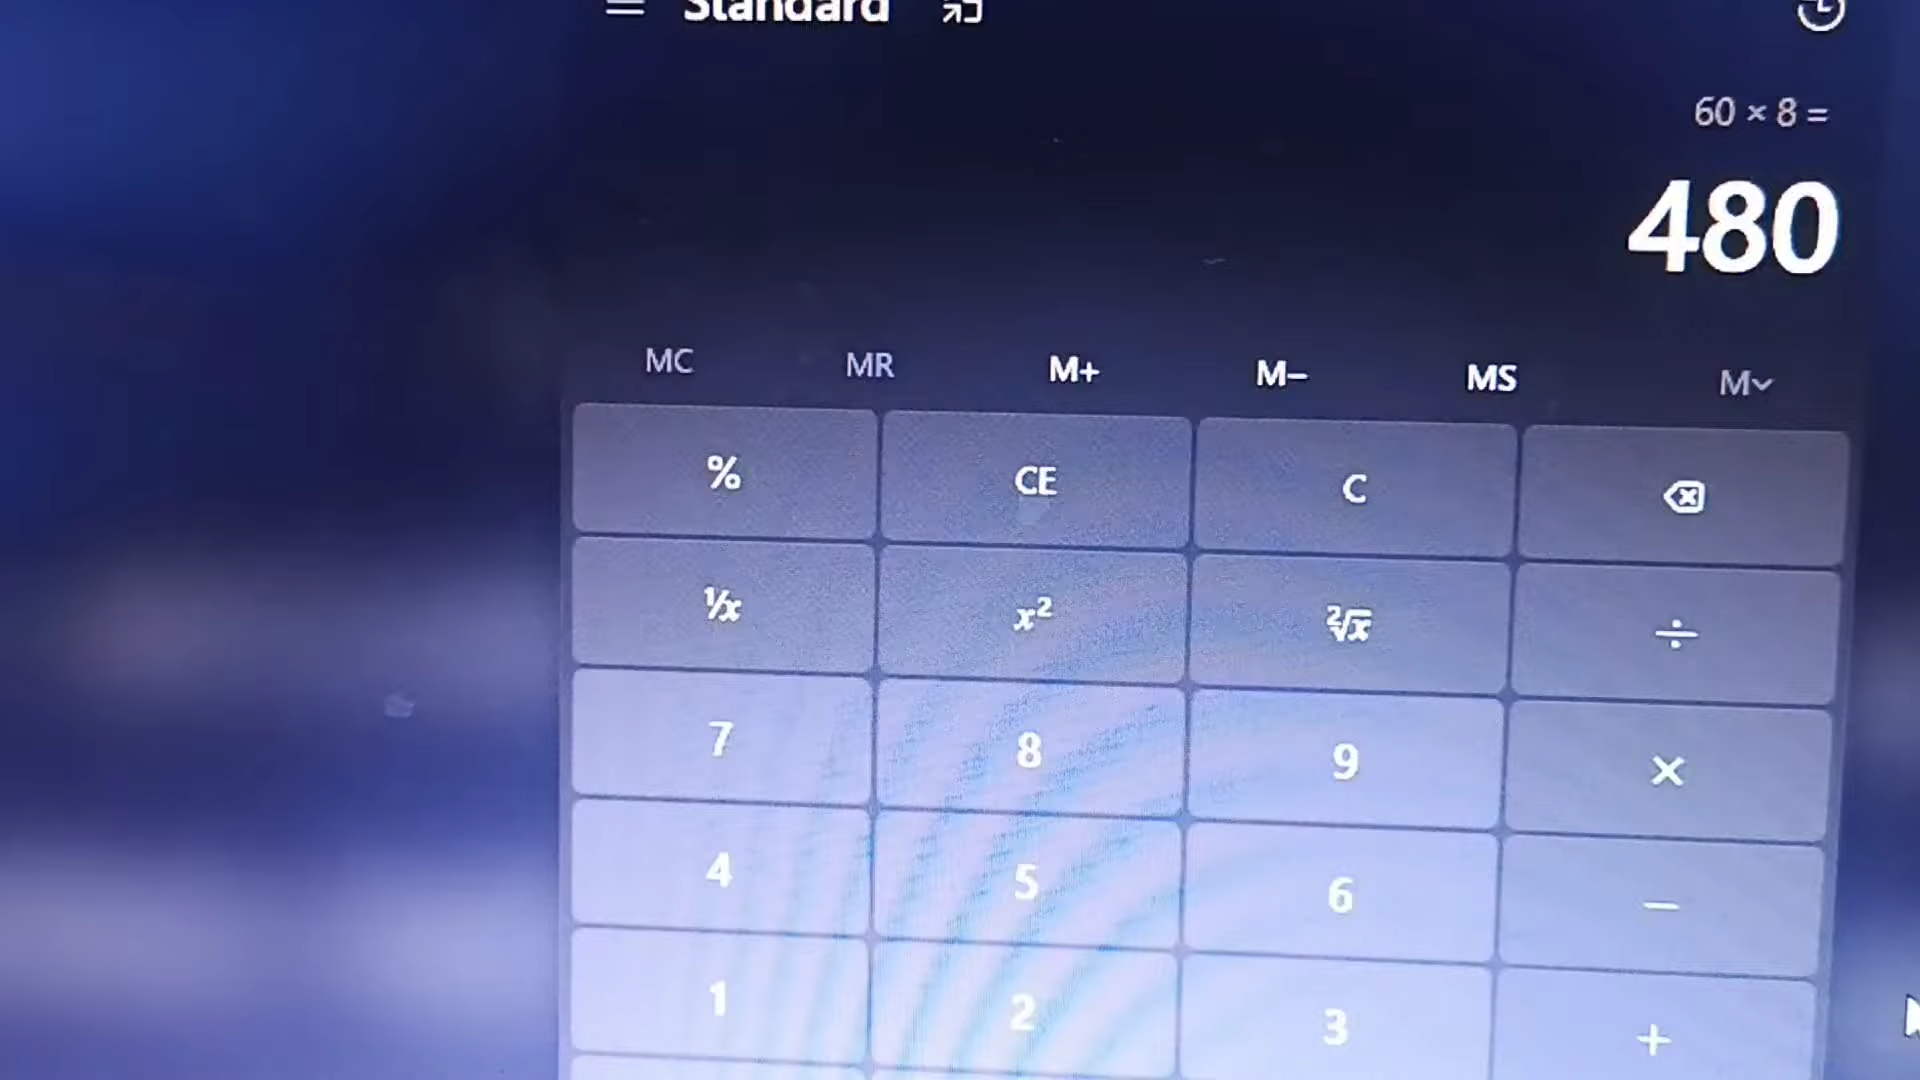 Standard
60 × 8 =
480
MC MR M+ M− MS M
% CE C
¹/x x² ²√x ÷
7 8 9 ×
4 5 6 −
1 2 3 +